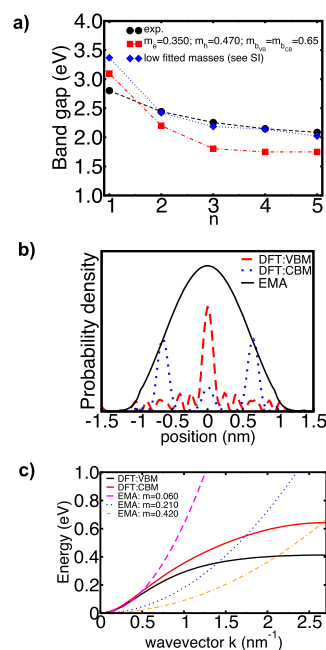 a)
exp.
m_e=0.350; m_h=0.470; m_b_VB=m_b_CB=0.65
low fitted masses (see SI)
4.0
3.5
3.0
2.5
2.0
1.5
1.0
Band gap (eV)
1 2 3 4 5
n
b)
DFT:VBM
DFT:CBM
EMA
Probability density
-1.5 -1 -0.5 0 0.5 1 1.5
position (nm)
c)
DFT:VBM
DFT:CBM
EMA: m=0.060
EMA: m=0.210
EMA: m=0.420
1.0
0.8
0.6
0.4
0.2
0
Energy (eV)
0 0.5 1 1.5 2 2.5
wavevector k (nm⁻¹)